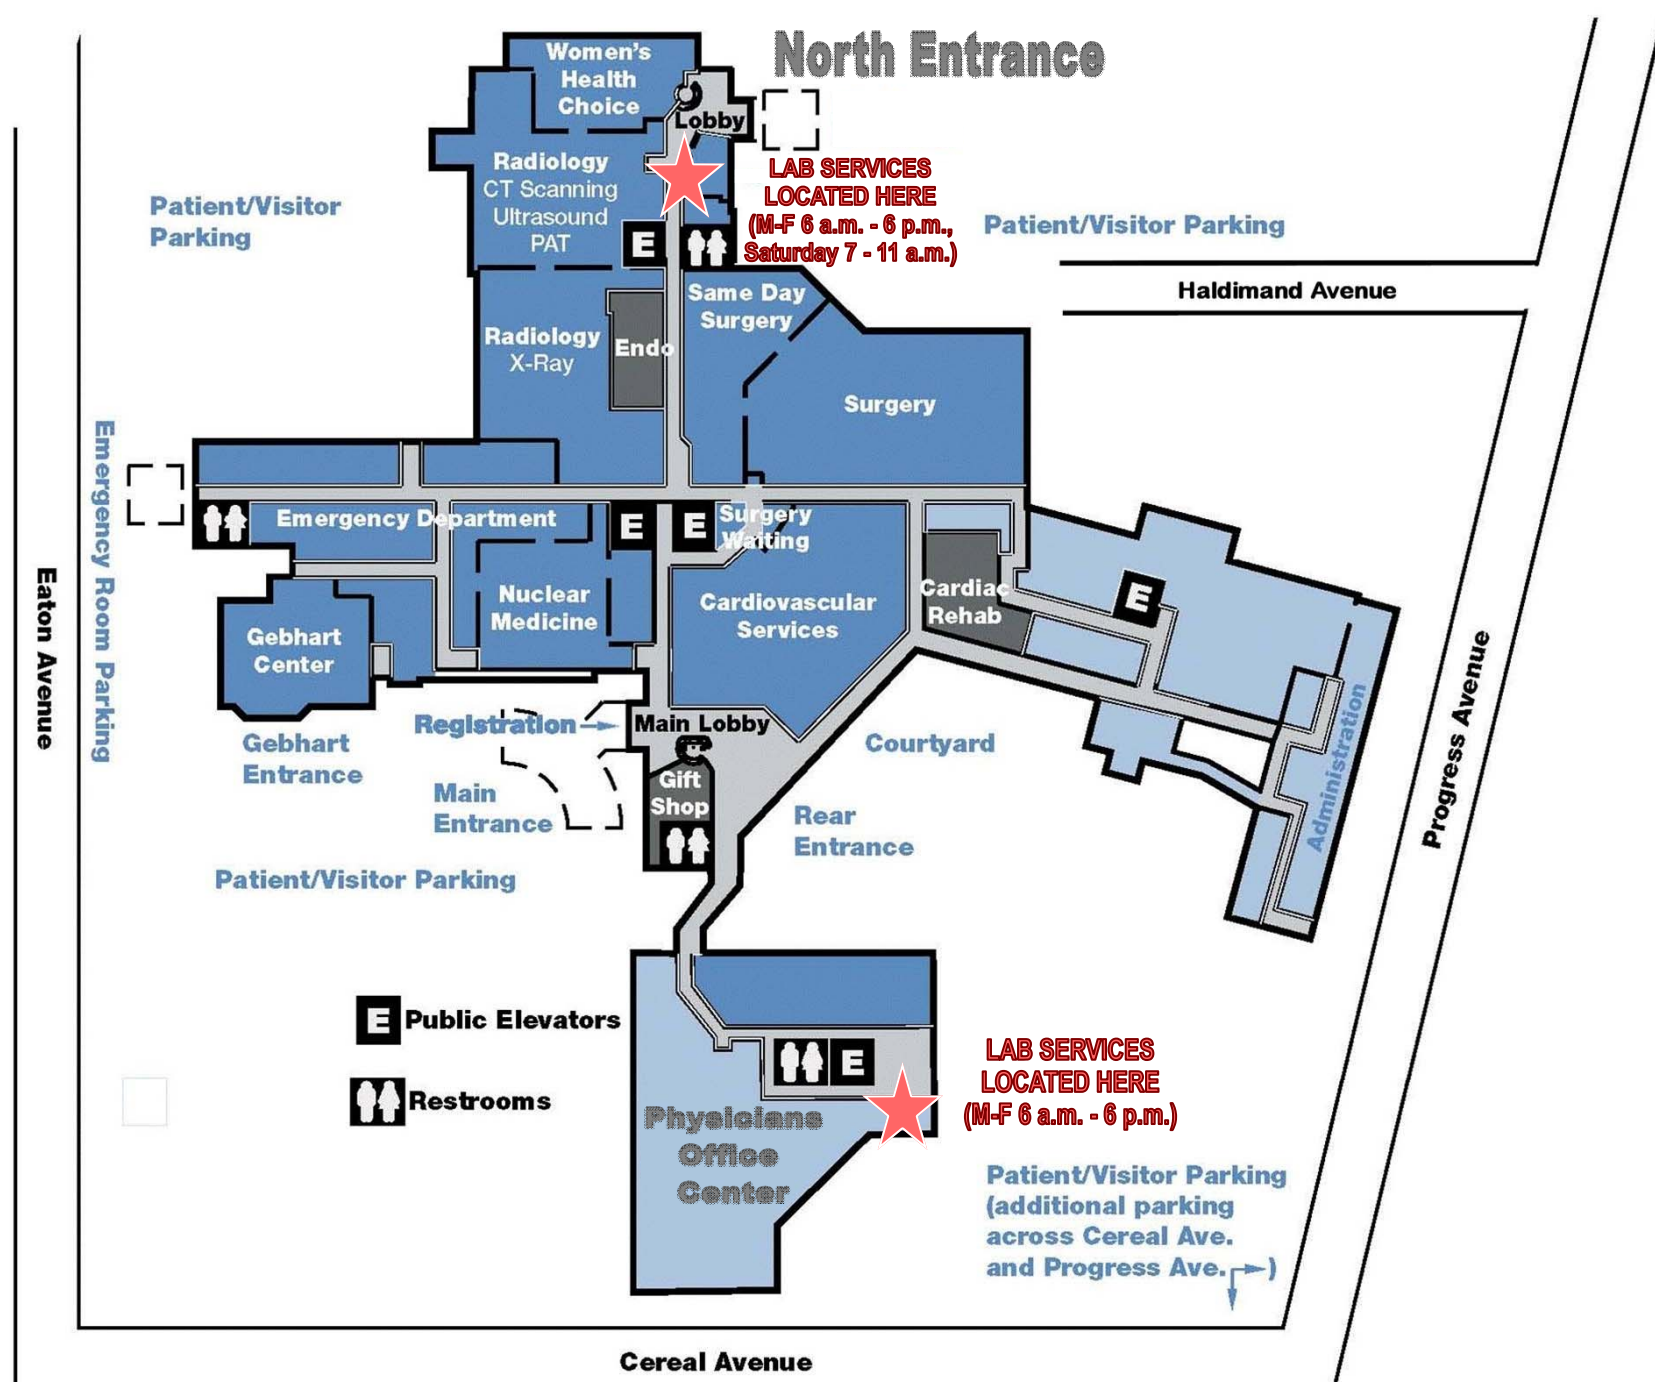 North Entrance
Women's
Health
Choice
Lobby
Radiology
CT Scanning
Ultrasound
PAT
LAB SERVICES
LOCATED HERE
(M-F 6 a.m. - 6 p.m.,
Saturday 7 - 11 a.m.)
Patient/Visitor
Parking
Patient/Visitor Parking
E
Haldimand Avenue
Same Day
Surgery
Radiology
X-Ray
Endo
Surgery
Emergency Room Parking
Eaton Avenue
Emergency Department
E
E
Surgery
Waiting
Nuclear
Medicine
Cardiovascular
Services
Cardiac
Rehab
E
Gebhart
Center
Gebhart
Entrance
Registration
Main Lobby
Courtyard
Administration
Progress Avenue
Gift
Shop
Main
Entrance
Rear
Entrance
Patient/Visitor Parking
E Public Elevators
Restrooms
E
LAB SERVICES
LOCATED HERE
(M-F 6 a.m. - 6 p.m.)
Physicians
Office
Center
Patient/Visitor Parking
(additional parking
across Cereal Ave.
and Progress Ave. )
Cereal Avenue